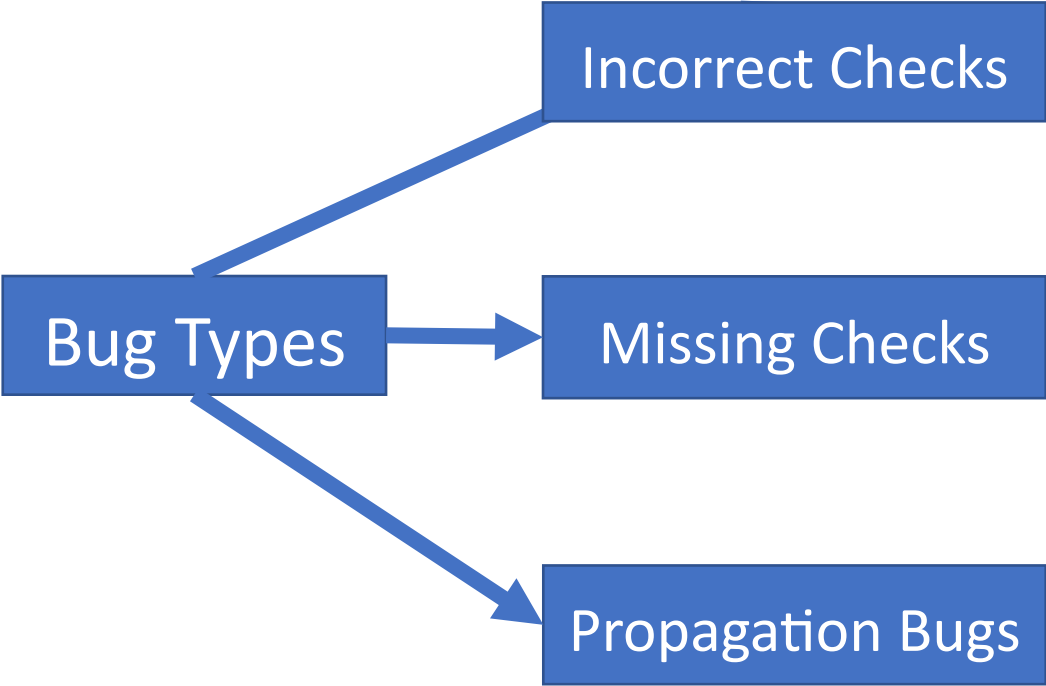 Incorrect Checks
Bug Types
Missing Checks
Propagation Bugs